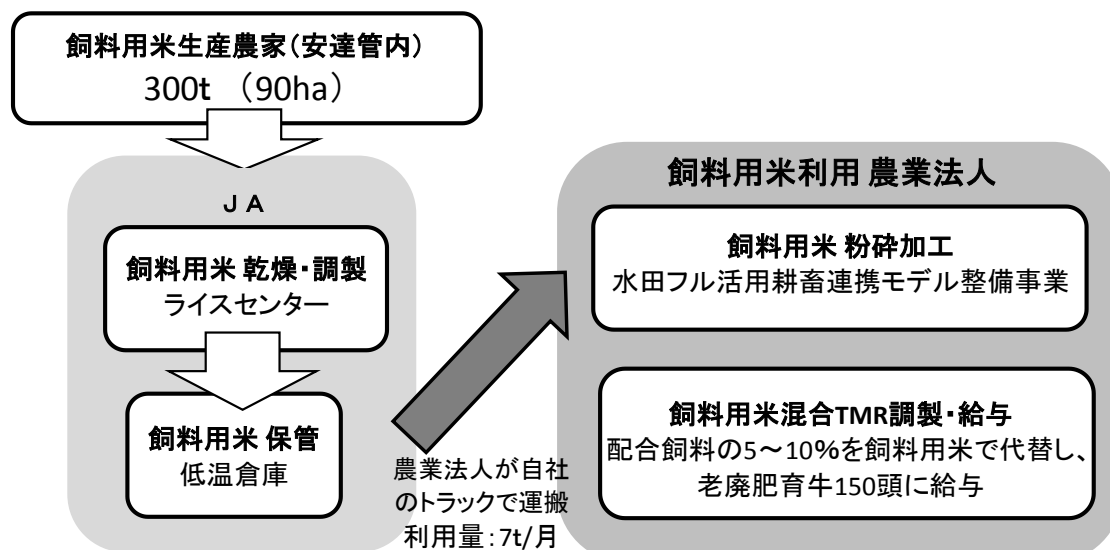 飼料用米生産農家（安達管内）
300t （90ha）
ＪＡ
飼料用米 乾燥・調製
ライスセンター
飼料用米 保管
低温倉庫
農業法人が自社
のトラックで運搬
利用量：7t/月
飼料用米利用 農業法人
飼料用米 粉砕加工
水田フル活用耕畜連携モデル整備事業
飼料用米混合TMR調製・給与
配合飼料の5～10%を飼料用米で代替し、
老廃肥育牛150頭に給与